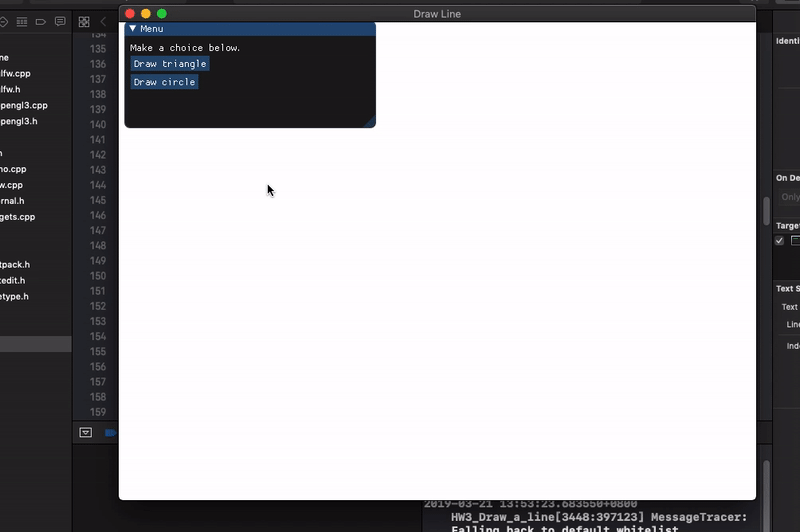 Draw Line
Menu
Make a choice below.
Draw triangle
Draw circle
ne
lfw.cpp
lfw.h
pengl3.cpp
pengl3.h
h
no.cpp
w.cpp
rnal.h
gets.cpp
tpack.h
tedit.h
etype.h
134
135
136
137
138
139
140
141
142
143
144
145
146
147
148
149
150
151
152
153
154
155
156
157
158
159
Identi
On De
Only
Target
Text S
Text
Line
Inde
2019-03-21 13:53:23.683550+0800
HW3_Draw_a_line[3448:397123] MessageTracer:
Falling back to default whitelist